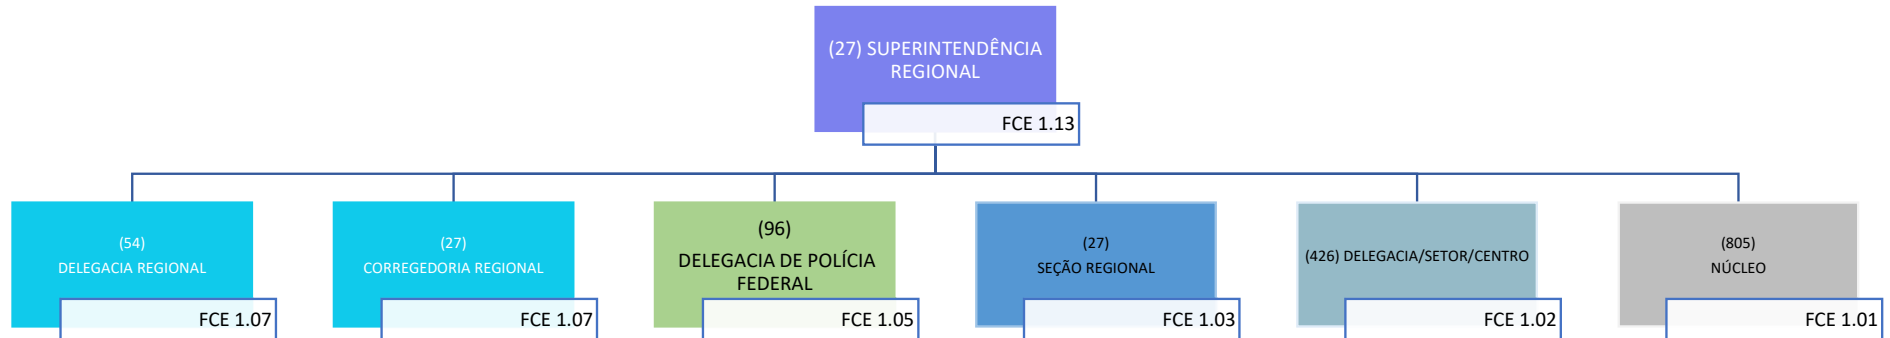 (27) SUPERINTENDÊNCIA
REGIONAL
FCE 1.13
(54)
DELEGACIA REGIONAL
FCE 1.07
(27)
CORREGEDORIA REGIONAL
FCE 1.07
(96)
DELEGACIA DE POLÍCIA
FEDERAL
FCE 1.05
(27)
SEÇÃO REGIONAL
FCE 1.03
(426) DELEGACIA/SETOR/CENTRO
FCE 1.02
(805)
NÚCLEO
FCE 1.01